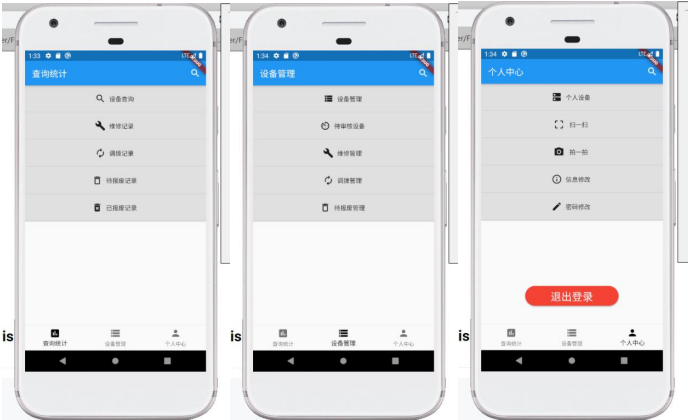 er/F
1:33
LTE
查询统计
设备查询
维修记录
调拨记录
待报废记录
已报废记录
is
查询统计
设备管理
个人中心
er/F
1:34
LTE
设备管理
设备管理
待审核设备
维修管理
调拨管理
待报废管理
is
查询统计
设备管理
个人中心
er/F
1:34
LTE
个人中心
个人设备
扫一扫
拍一拍
信息修改
密码修改
退出登录
is
查询统计
设备管理
个人中心